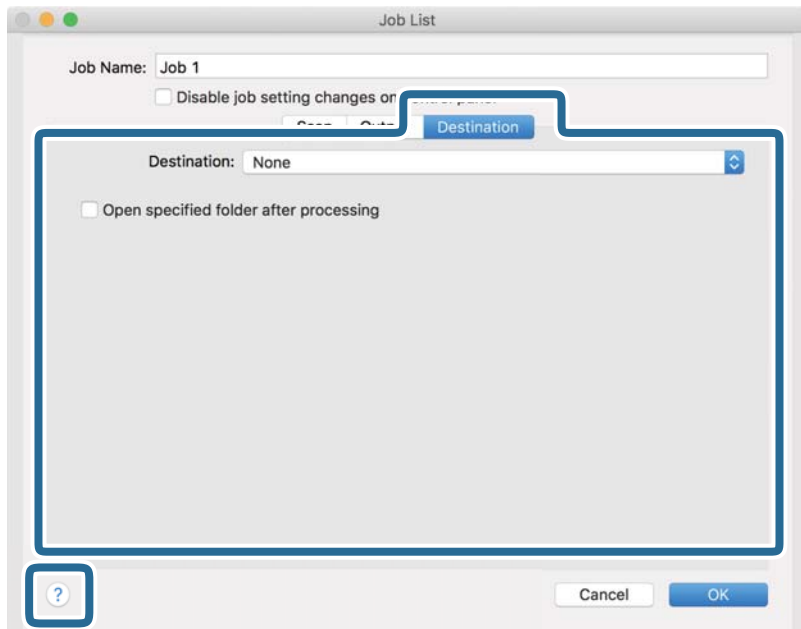 Job List
Job Name: Job 1
Disable job setting changes on
Destination
Destination: None
Open specified folder after processing
?
Cancel OK